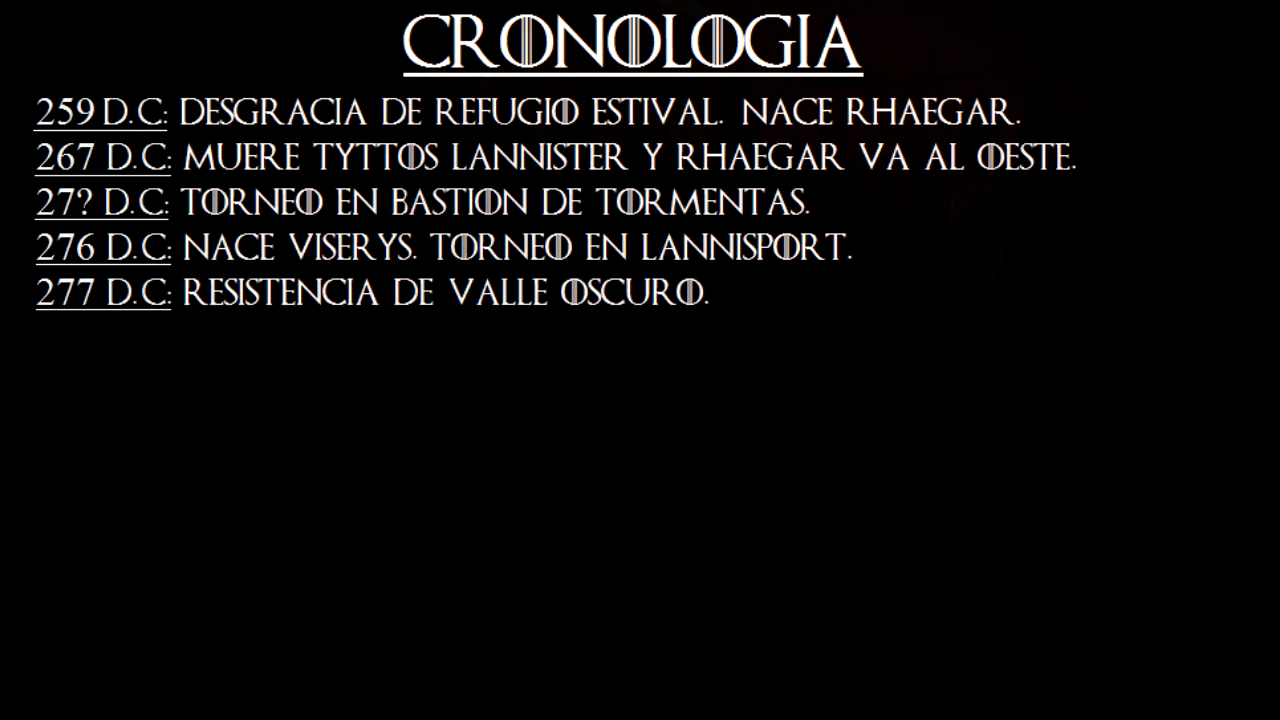 CRONOLOGIA
259 D.C: DESGRACIA DE REFUGIO ESTIVAL. NACE RHAEGAR.
267 D.C: MUERE TYTTOS LANNISTER Y RHAEGAR VA AL OESTE.
27? D.C: TORNEO EN BASTION DE TORMENTAS.
276 D.C: NACE VISERYS. TORNEO EN LANNISPORT.
277 D.C: RESISTENCIA DE VALLE OSCURO.